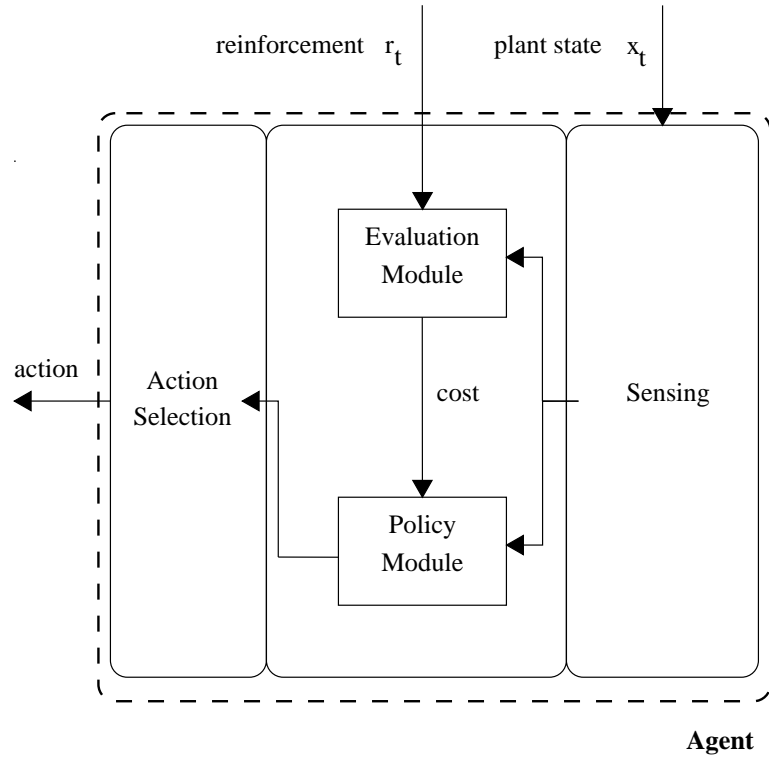 reinforcement r_t
plant state x_t
Evaluation
Module
action
Action
Selection
cost
Sensing
Policy
Module
Agent